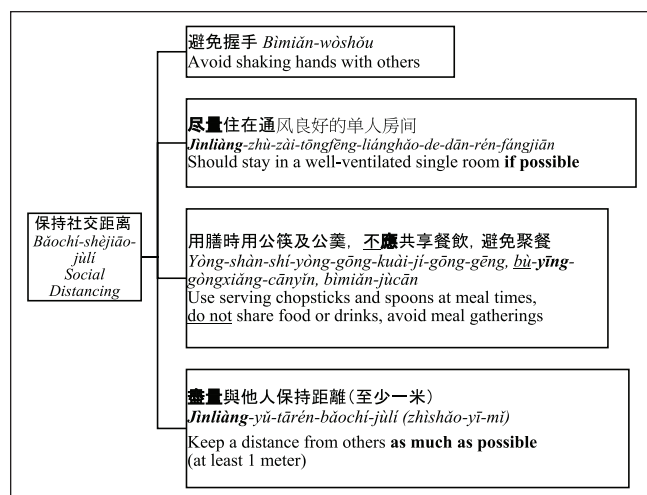 避免握手 Bìmiǎn-wòshǒu
Avoid shaking hands with others
尽量住在通风良好的单人房间
Jìnliàng-zhù-zài-tōngfēng-liánghǎo-de-dān-rén-fángjiān
Should stay in a well-ventilated single room if possible
保持社交距离
Bǎochí-shèjiāo-
jùlí
Social
Distancing
用膳時用公筷及公羹，不應共享餐飲，避免聚餐
Yòng-shàn-shí-yòng-gōng-kuài-jí-gōng-gēng, bù-yīng-
gòngxiǎng-cānyǐn, bìmiǎn-jùcān
Use serving chopsticks and spoons at meal times,
do not share food or drinks, avoid meal gatherings
盡量與他人保持距離（至少一米）
Jìnliàng-yǔ-tārén-bǎochí-jùlí (zhìshǎo-yī-mǐ)
Keep a distance from others as much as possible
(at least 1 meter)